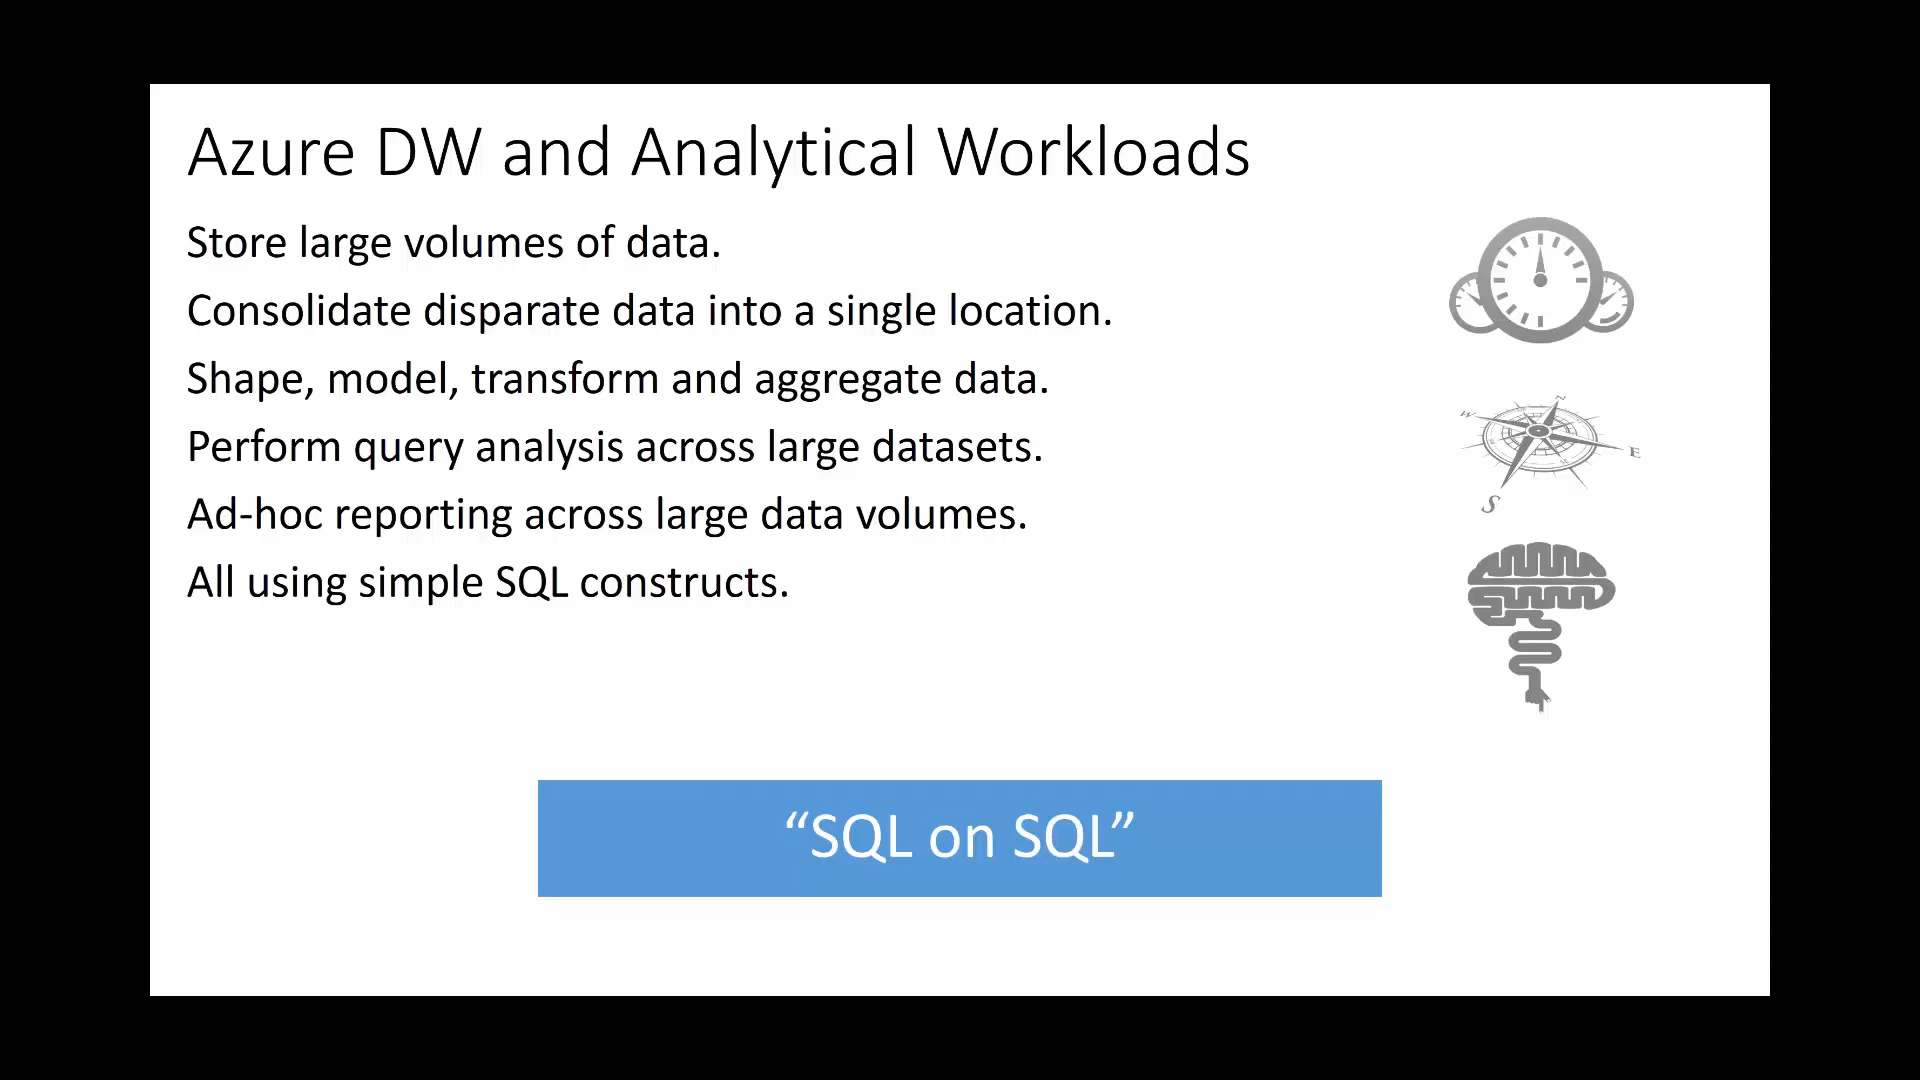 Azure DW and Analytical Workloads
Store large volumes of data.
Consolidate disparate data into a single location.
Shape, model, transform and aggregate data.
Perform query analysis across large datasets.
Ad-hoc reporting across large data volumes.
All using simple SQL constructs.
N
W
E
S
“SQL on SQL”